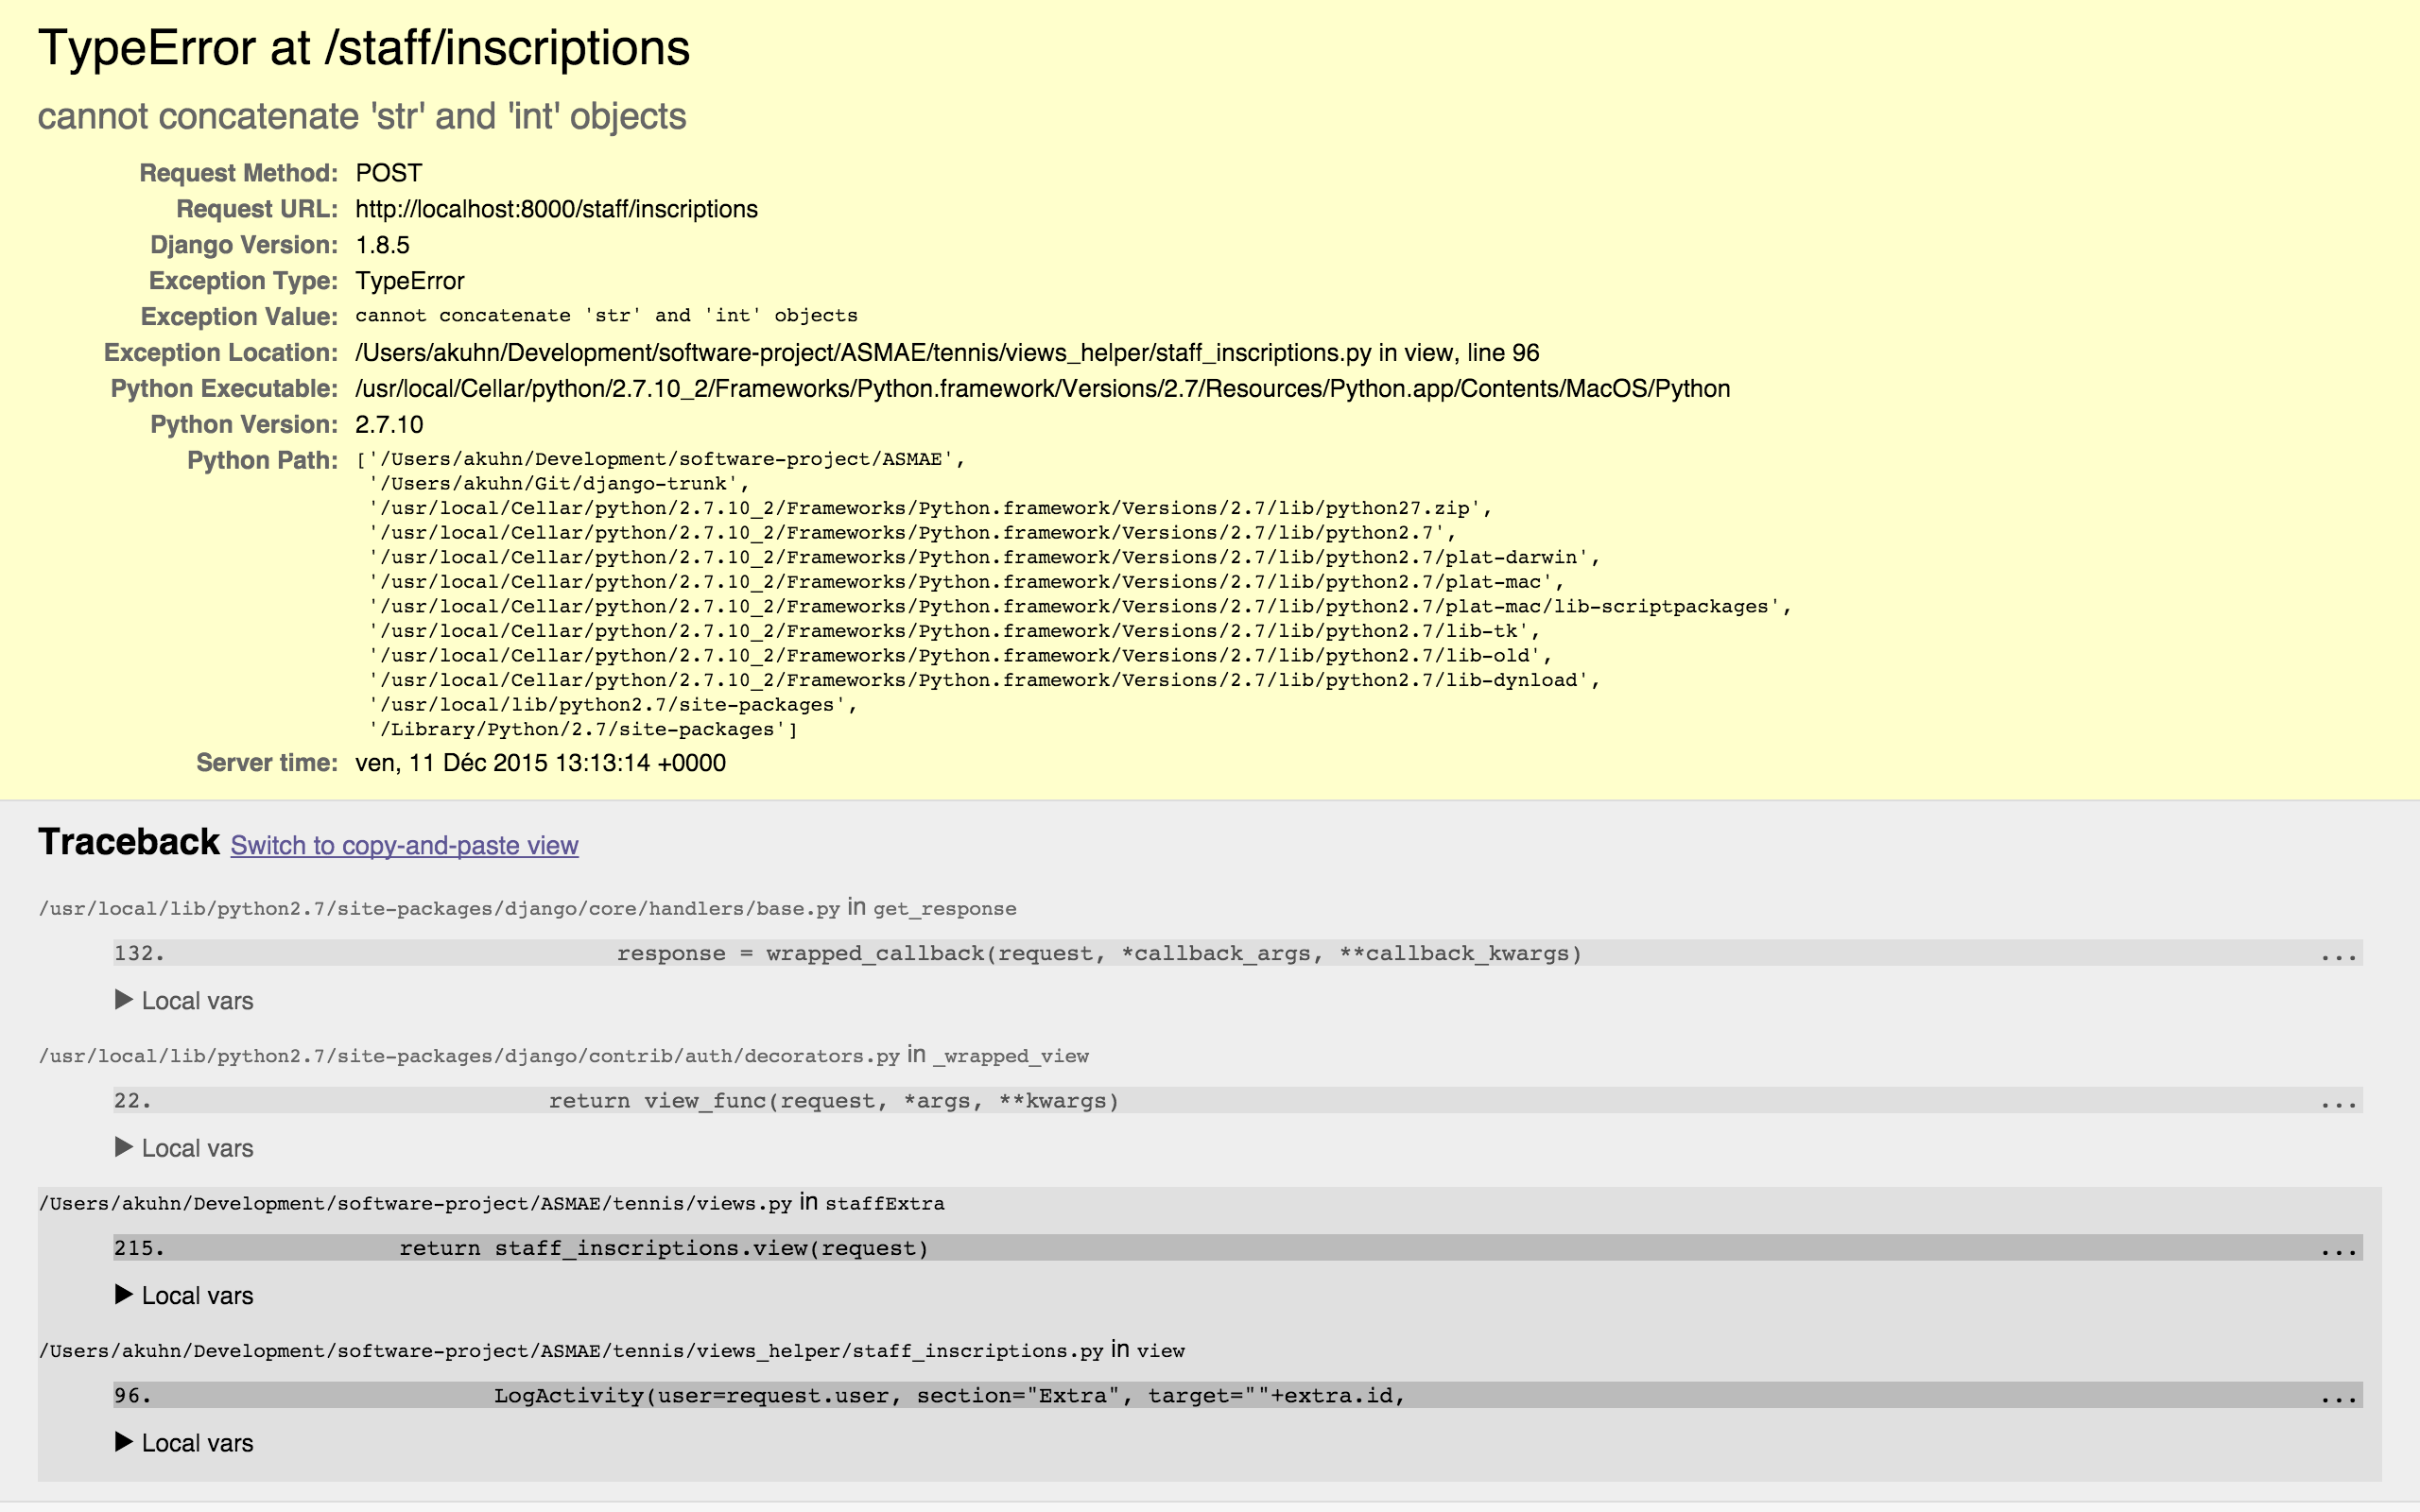 TypeError at /staff/inscriptions
cannot concatenate 'str' and 'int' objects
Request Method: POST
Request URL: http://localhost:8000/staff/inscriptions
Django Version: 1.8.5
Exception Type: TypeError
Exception Value: cannot concatenate 'str' and 'int' objects
Exception Location: /Users/akuhn/Development/software-project/ASMAE/tennis/views_helper/staff_inscriptions.py in view, line 96
Python Executable: /usr/local/Cellar/python/2.7.10_2/Frameworks/Python.framework/Versions/2.7/Resources/Python.app/Contents/MacOS/Python
Python Version: 2.7.10
Python Path: ['/Users/akuhn/Development/software-project/ASMAE',
'/Users/akuhn/Git/django-trunk',
'/usr/local/Cellar/python/2.7.10_2/Frameworks/Python.framework/Versions/2.7/lib/python27.zip',
'/usr/local/Cellar/python/2.7.10_2/Frameworks/Python.framework/Versions/2.7/lib/python2.7',
'/usr/local/Cellar/python/2.7.10_2/Frameworks/Python.framework/Versions/2.7/lib/python2.7/plat-darwin',
'/usr/local/Cellar/python/2.7.10_2/Frameworks/Python.framework/Versions/2.7/lib/python2.7/plat-mac',
'/usr/local/Cellar/python/2.7.10_2/Frameworks/Python.framework/Versions/2.7/lib/python2.7/plat-mac/lib-scriptpackages',
'/usr/local/Cellar/python/2.7.10_2/Frameworks/Python.framework/Versions/2.7/lib/python2.7/lib-tk',
'/usr/local/Cellar/python/2.7.10_2/Frameworks/Python.framework/Versions/2.7/lib/python2.7/lib-old',
'/usr/local/Cellar/python/2.7.10_2/Frameworks/Python.framework/Versions/2.7/lib/python2.7/lib-dynload',
'/usr/local/lib/python2.7/site-packages',
'/Library/Python/2.7/site-packages']
Server time: ven, 11 Déc 2015 13:13:14 +0000
Traceback Switch to copy-and-paste view
/usr/local/lib/python2.7/site-packages/django/core/handlers/base.py in get_response
132. response = wrapped_callback(request, *callback_args, **callback_kwargs) ...
▶ Local vars
/usr/local/lib/python2.7/site-packages/django/contrib/auth/decorators.py in _wrapped_view
22. return view_func(request, *args, **kwargs) ...
▶ Local vars
/Users/akuhn/Development/software-project/ASMAE/tennis/views.py in staffExtra
215. return staff_inscriptions.view(request) ...
▶ Local vars
/Users/akuhn/Development/software-project/ASMAE/tennis/views_helper/staff_inscriptions.py in view
96. LogActivity(user=request.user, section="Extra", target=""+extra.id, ...
▶ Local vars